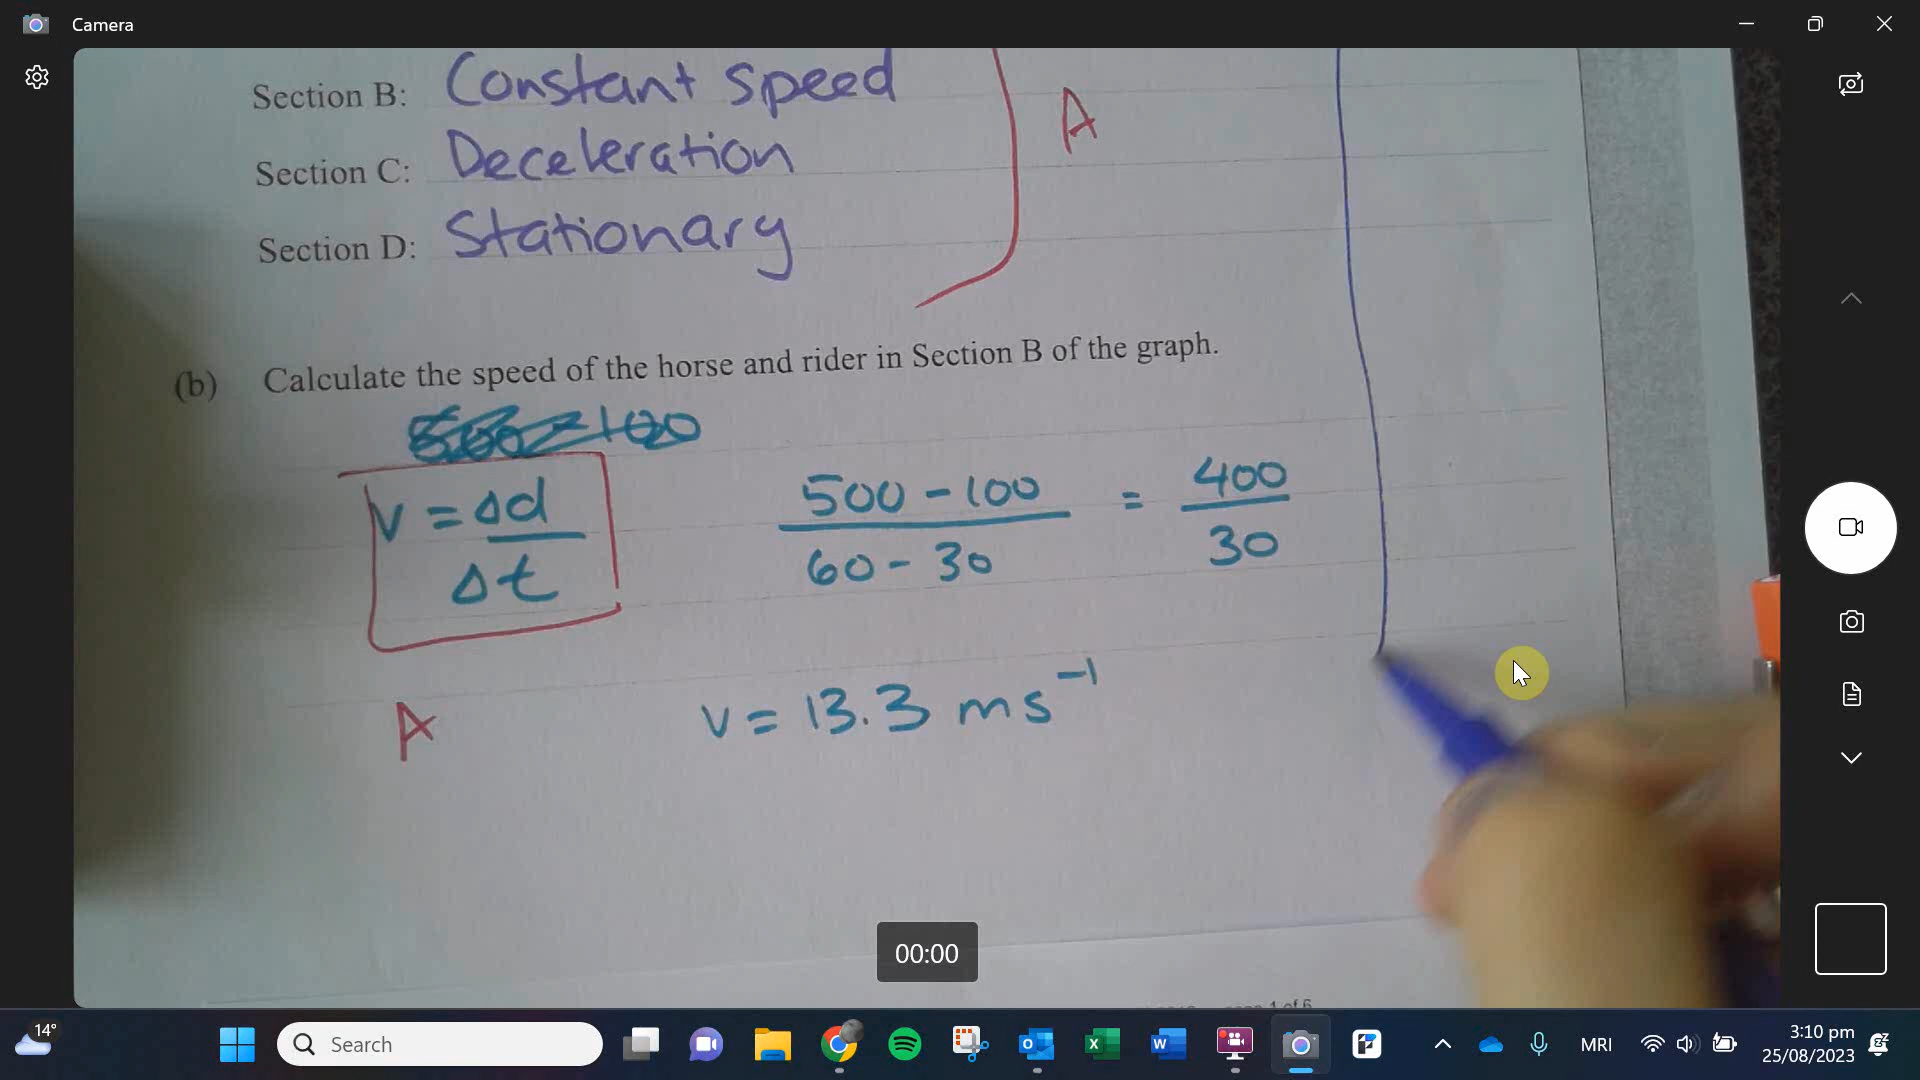 Camera
Section B: Constant speed
A
Section C: Deceleration
Section D: Stationary
(b) Calculate the speed of the horse and rider in Section B of the graph.
v = Δd
Δt
500 - 100
60 - 30
= 400
30
A
v = 13.3 ms⁻¹
00:00
14°
Search
MRI
3:10 pm
25/08/2023